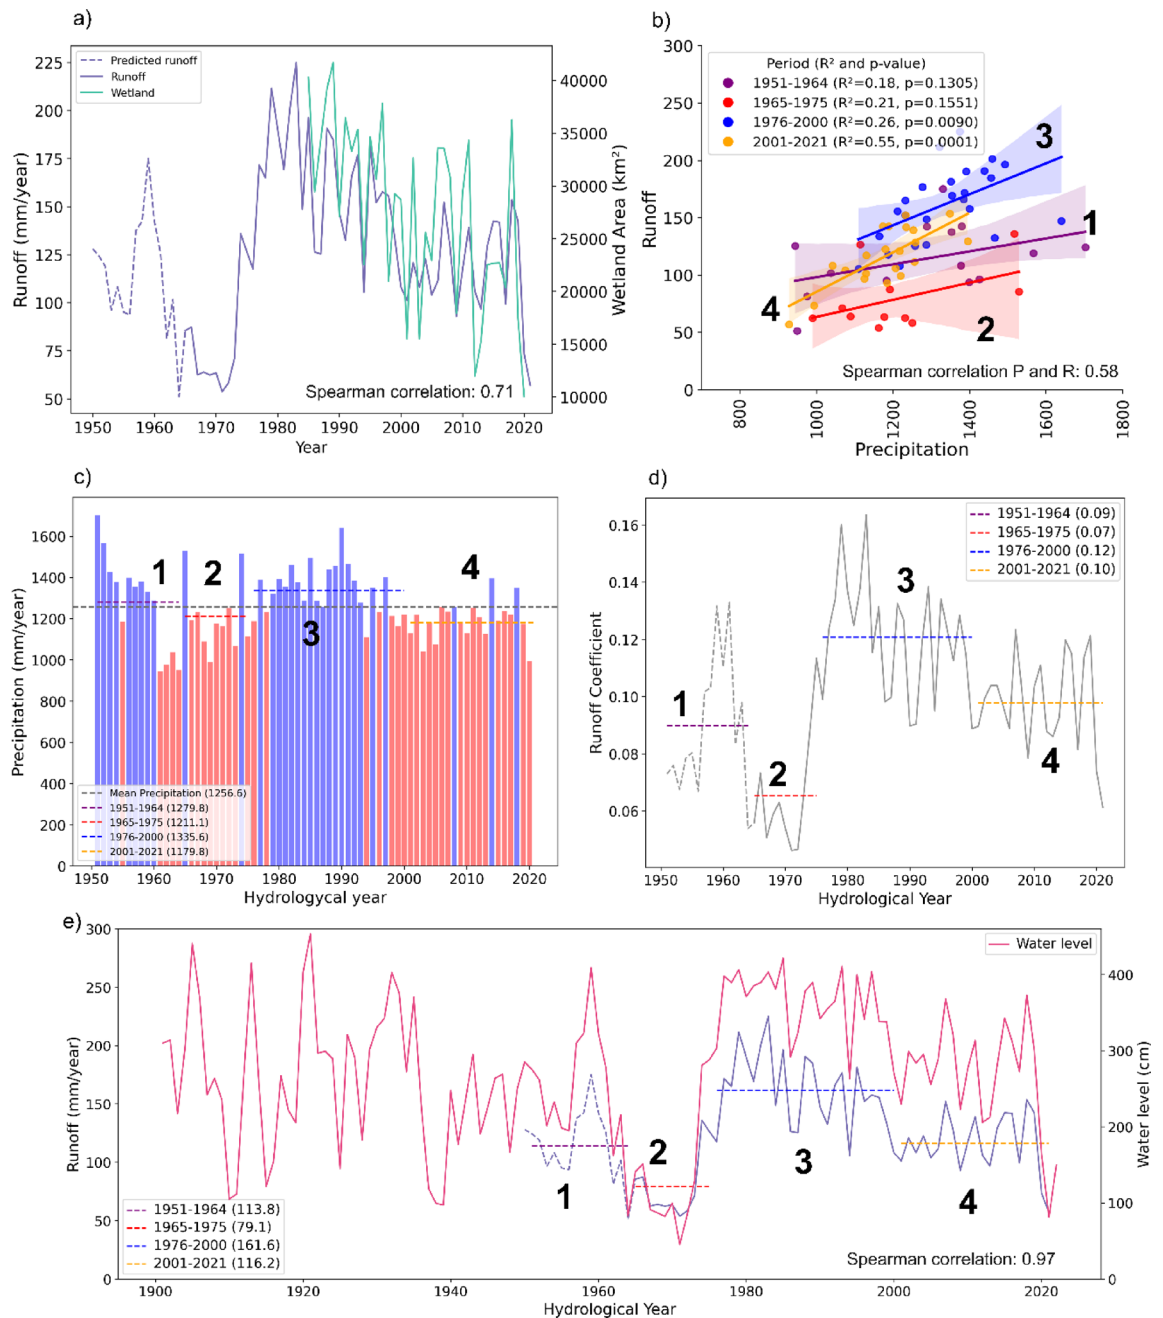 a)
Predicted runoff
Runoff
Wetland
225
200
175
150
125
100
75
50
Runoff (mm/year)
40000
35000
30000
25000
20000
15000
10000
Wetland Area (km²)
Spearman correlation: 0.71
1950 1960 1970 1980 1990 2000 2010 2020
Year
b)
300
250
200
150
100
50
0
Runoff
Period (R² and p-value)
1951-1964 (R²=0.18, p=0.1305)
1965-1975 (R²=0.21, p=0.1551)
1976-2000 (R²=0.26, p=0.0090)
2001-2021 (R²=0.55, p=0.0001)
3
1
4
2
Spearman correlation P and R: 0.58
800 1000 1200 1400 1600 1800
Precipitation
c)
1600
1400
1200
1000
800
600
400
200
0
Precipitation (mm/year)
1 2 3 4
Mean Precipitation (1256.6)
1951-1964 (1279.8)
1965-1975 (1211.1)
1976-2000 (1335.6)
2001-2021 (1179.8)
1950 1960 1970 1980 1990 2000 2010 2020
Hydrologycal year
d)
0.16
0.14
0.12
0.10
0.08
0.06
Runoff Coefficient
1951-1964 (0.09)
1965-1975 (0.07)
1976-2000 (0.12)
2001-2021 (0.10)
1 2 3 4
1950 1960 1970 1980 1990 2000 2010 2020
Hydrological Year
e)
300
250
200
150
100
50
0
Runoff (mm/year)
Water level
400
300
200
100
0
Water level (cm)
1 2 3 4
1951-1964 (113.8)
1965-1975 (79.1)
1976-2000 (161.6)
2001-2021 (116.2)
Spearman correlation: 0.97
1900 1920 1940 1960 1980 2000 2020
Hydrological Year